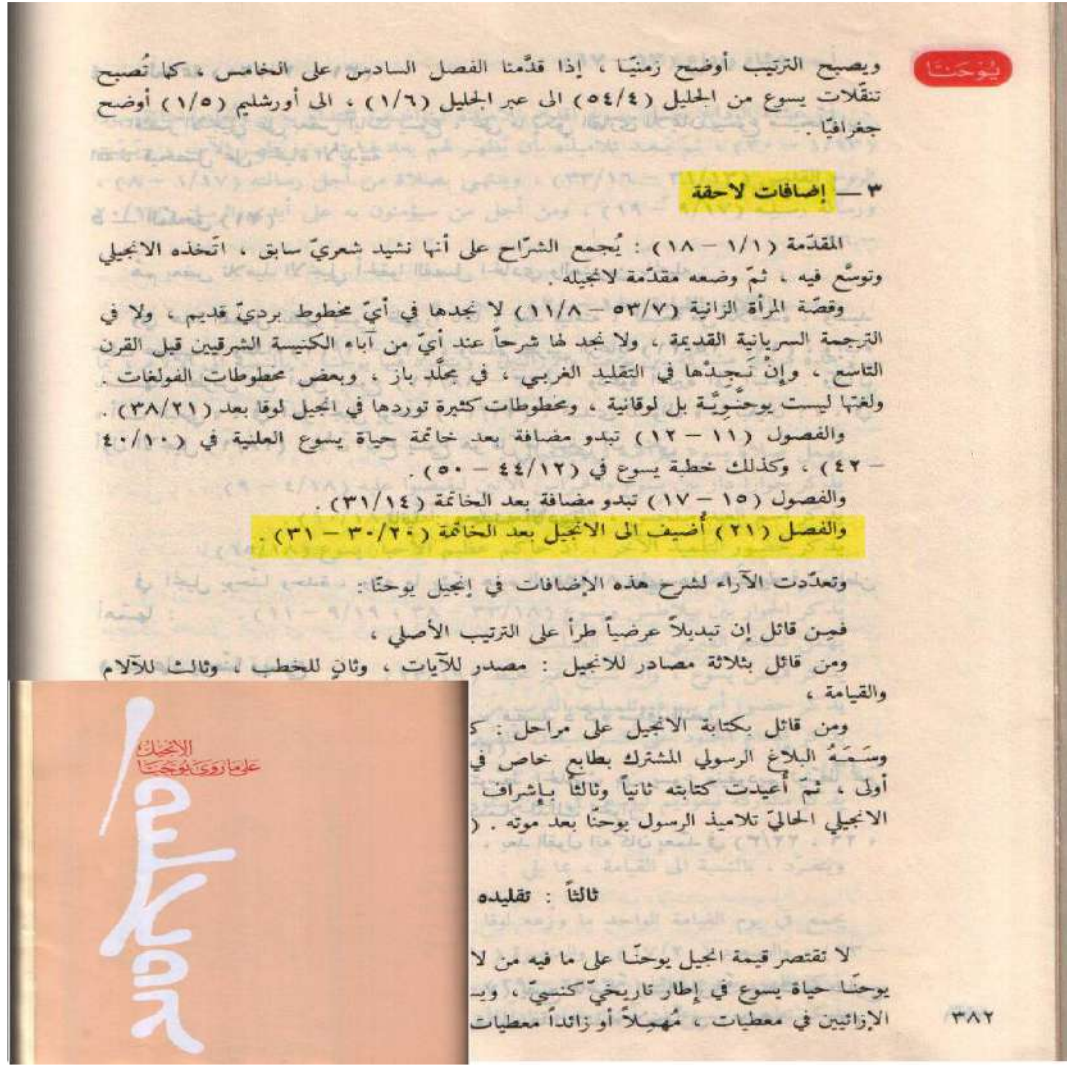 يوحنا
ويصبح الترتيب أوضح زمنيّا ، إذا قدّمنا الفصل السادس على الخامس ، كما تُصبح
تنقّلات يسوع من الجليل (٥٤/٤) الى عبر الجليل (١/٦) ، الى أورشليم (١/٥) أوضح
جغرافيّا .
٣ – إضافات لاحقة
المقدّمة (١/١ – ١٨) : يُجمع الشرّاح على أنها نشيد شعريّ سابق ، اتّخذه الانجيلي
وتوسَّع فيه ، ثمّ وضعه مقدّمة لانجيله .
وقصّة المرأة الزانية (٥٣/٧ – ١١/٨) لا نجدها في أيّ مخطوط برديّ قديم ، ولا في
الترجمة السريانية القديمة ، ولا نجد لها شرحاً عند أيّ من آباء الكنيسة الشرقيين قبل القرن
التاسع ، وإنْ نَجِدْها في التقليد الغربي ، في مجلَّد باز ، وبعض مخطوطات الفولغات .
ولغتها ليست يوحنَّوِيَّة بل لوقانية ، ومخطوطات كثيرة توردها في انجيل لوقا بعد (٣٨/٢١) .
والفصول (١١ – ١٢) تبدو مضافة بعد خاتمة حياة يسوع العلنية في (٤٠/١٠
– ٤٢) ، وكذلك خطبة يسوع في (٤٤/١٢ – ٥٠) .
والفصول (١٥ – ١٧) تبدو مضافة بعد الخاتمة (٣١/١٤) .
والفصل (٢١) أُضيف الى الانجيل بعد الخاتمة (٣٠/٢٠ – ٣١) .
وتعدّدت الآراء لشرح هذه الإضافات في إنجيل يوحنّا :
فمِن قائل إن تبديلاً عرضياً طرأ على الترتيب الأصلي ،
ومن قائل بثلاثة مصادر للانجيل : مصدر للآيات ، وثانٍ للخطب ، وثالث للآلام
والقيامة ،
ومن قائل بكتابة الانجيل على مراحل :
وسَمَهُ البلاغ الرسولي المشترك بطابع خاص في
أولى ، ثمّ أُعيدت كتابته ثانياً وثالثاً بإشراف
الانجيلي الحاليّ تلاميذ الرسول يوحنّا بعد موته . (
ثالثاً : تقليده
لا تقتصر قيمة انجيل يوحنّا على ما فيه من
يوحنّا حياة يسوع في إطار تاريخيّ كنسيّ ،
الإزائيين في معطيات ، مُهمِلاً أو زائداً معطيات
٣٨٢
الانجيل
على ما روى يوحنا